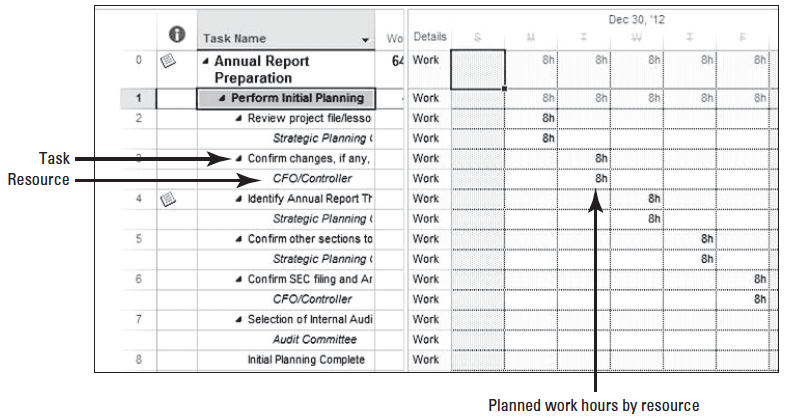 Dec 30, '12
Task Name Wo Details S M T W T F
0 Annual Report 64 Work 8h 8h 8h 8h 8h
Preparation
1 Perform Initial Planning Work 8h 8h 8h 8h 8h
2 Review project file/lesso Work 8h
Strategic Planning ( Work 8h
Task 3 Confirm changes, if any, Work 8h
Resource CFO/Controller Work 8h
4 Identify Annual Report Th Work 8h
Strategic Planning ( Work 8h
5 Confirm other sections to Work 8h
Strategic Planning ( Work 8h
6 Confirm SEC filing and Ar Work 8h
CFO/Controller Work 8h
7 Selection of Internal Audi Work
Audit Committee Work
8 Initial Planning Complete Work
Planned work hours by resource